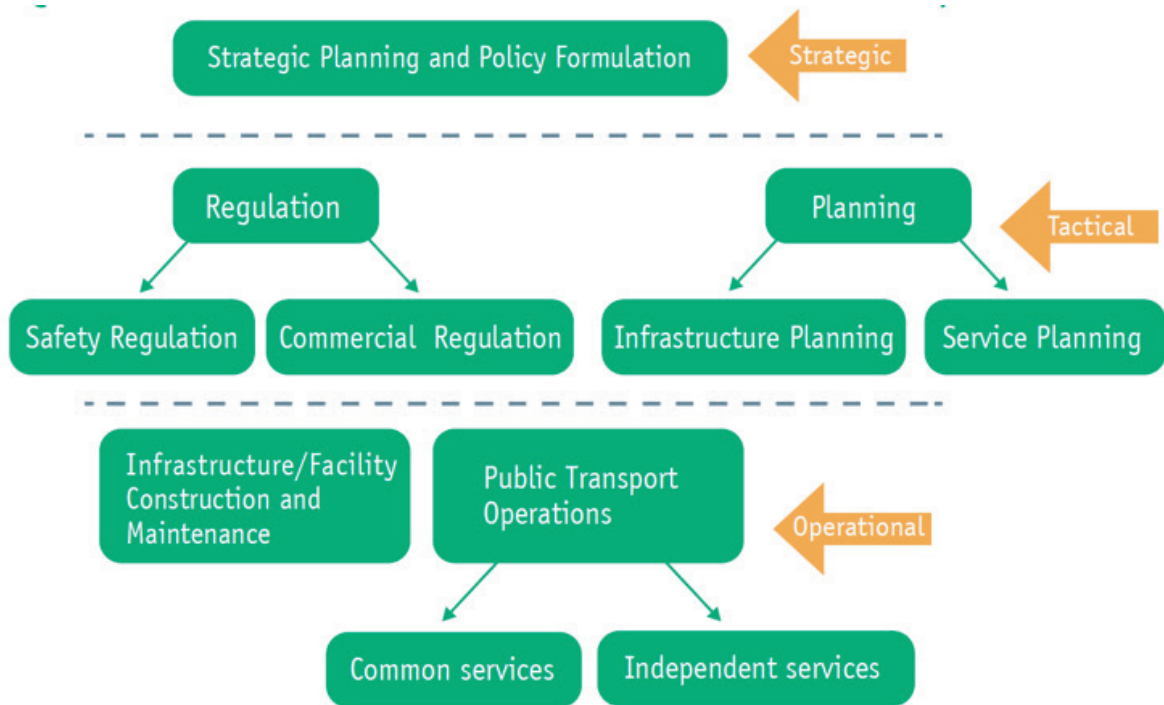 Strategic Planning and Policy Formulation
Strategic
Regulation
Planning
Tactical
Safety Regulation
Commercial Regulation
Infrastructure Planning
Service Planning
Infrastructure/Facility
Construction and
Maintenance
Public Transport
Operations
Operational
Common services
Independent services